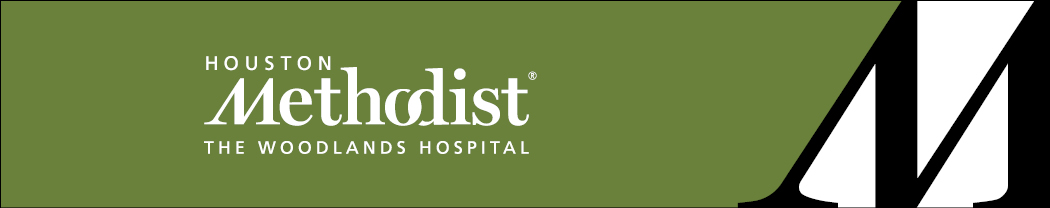 HOUSTON
Methodist®
THE WOODLANDS HOSPITAL
M